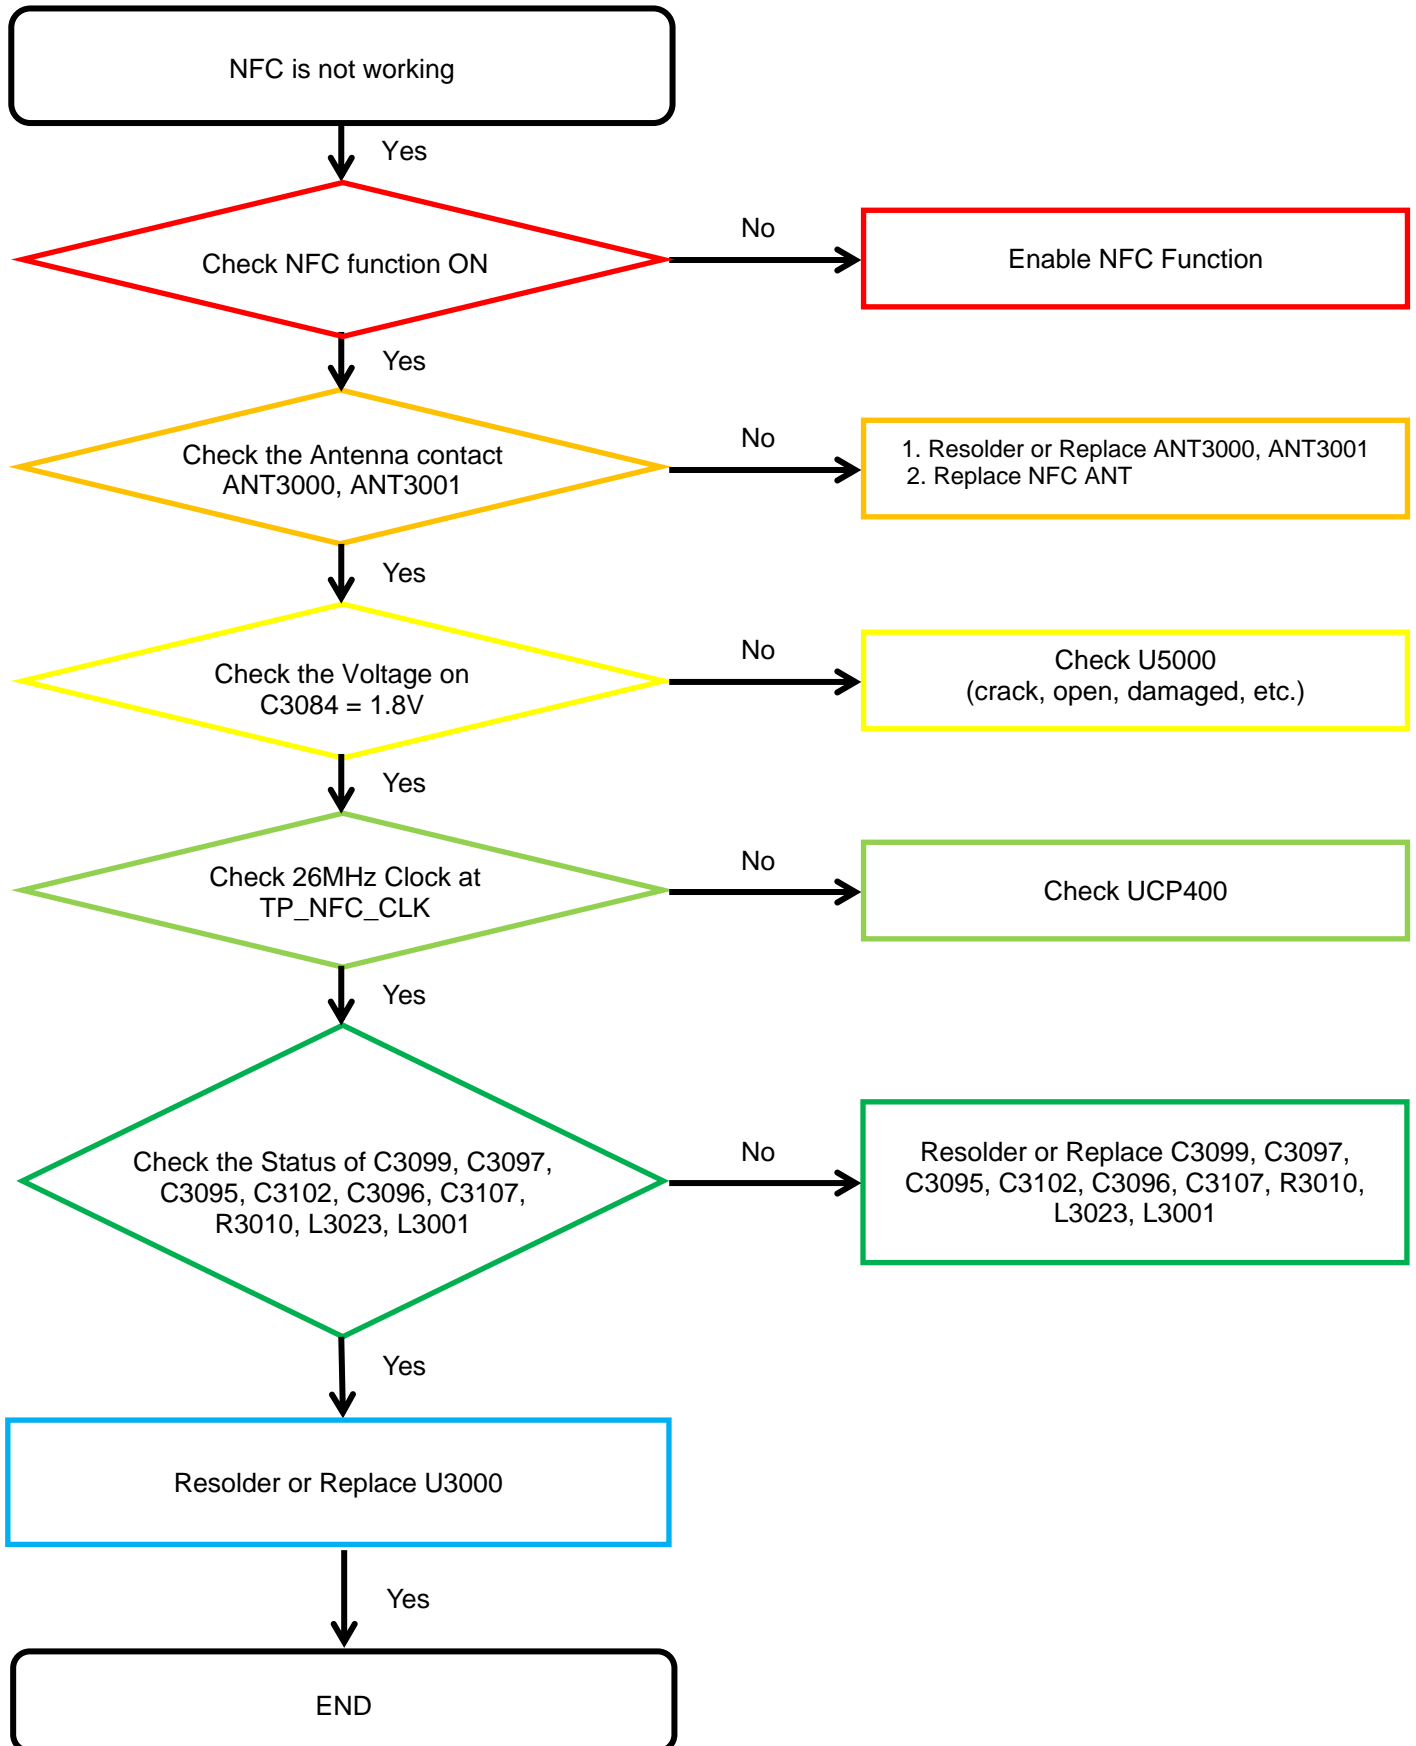 NFC is not working
Yes
Check NFC function ON
No
Enable NFC Function
Yes
Check the Antenna contact
ANT3000, ANT3001
No
1. Resolder or Replace ANT3000, ANT3001
2. Replace NFC ANT
Yes
Check the Voltage on
C3084 = 1.8V
No
Check U5000
(crack, open, damaged, etc.)
Yes
Check 26MHz Clock at
TP_NFC_CLK
No
Check UCP400
Yes
Check the Status of C3099, C3097,
C3095, C3102, C3096, C3107,
R3010, L3023, L3001
No
Resolder or Replace C3099, C3097,
C3095, C3102, C3096, C3107, R3010,
L3023, L3001
Yes
Resolder or Replace U3000
Yes
END